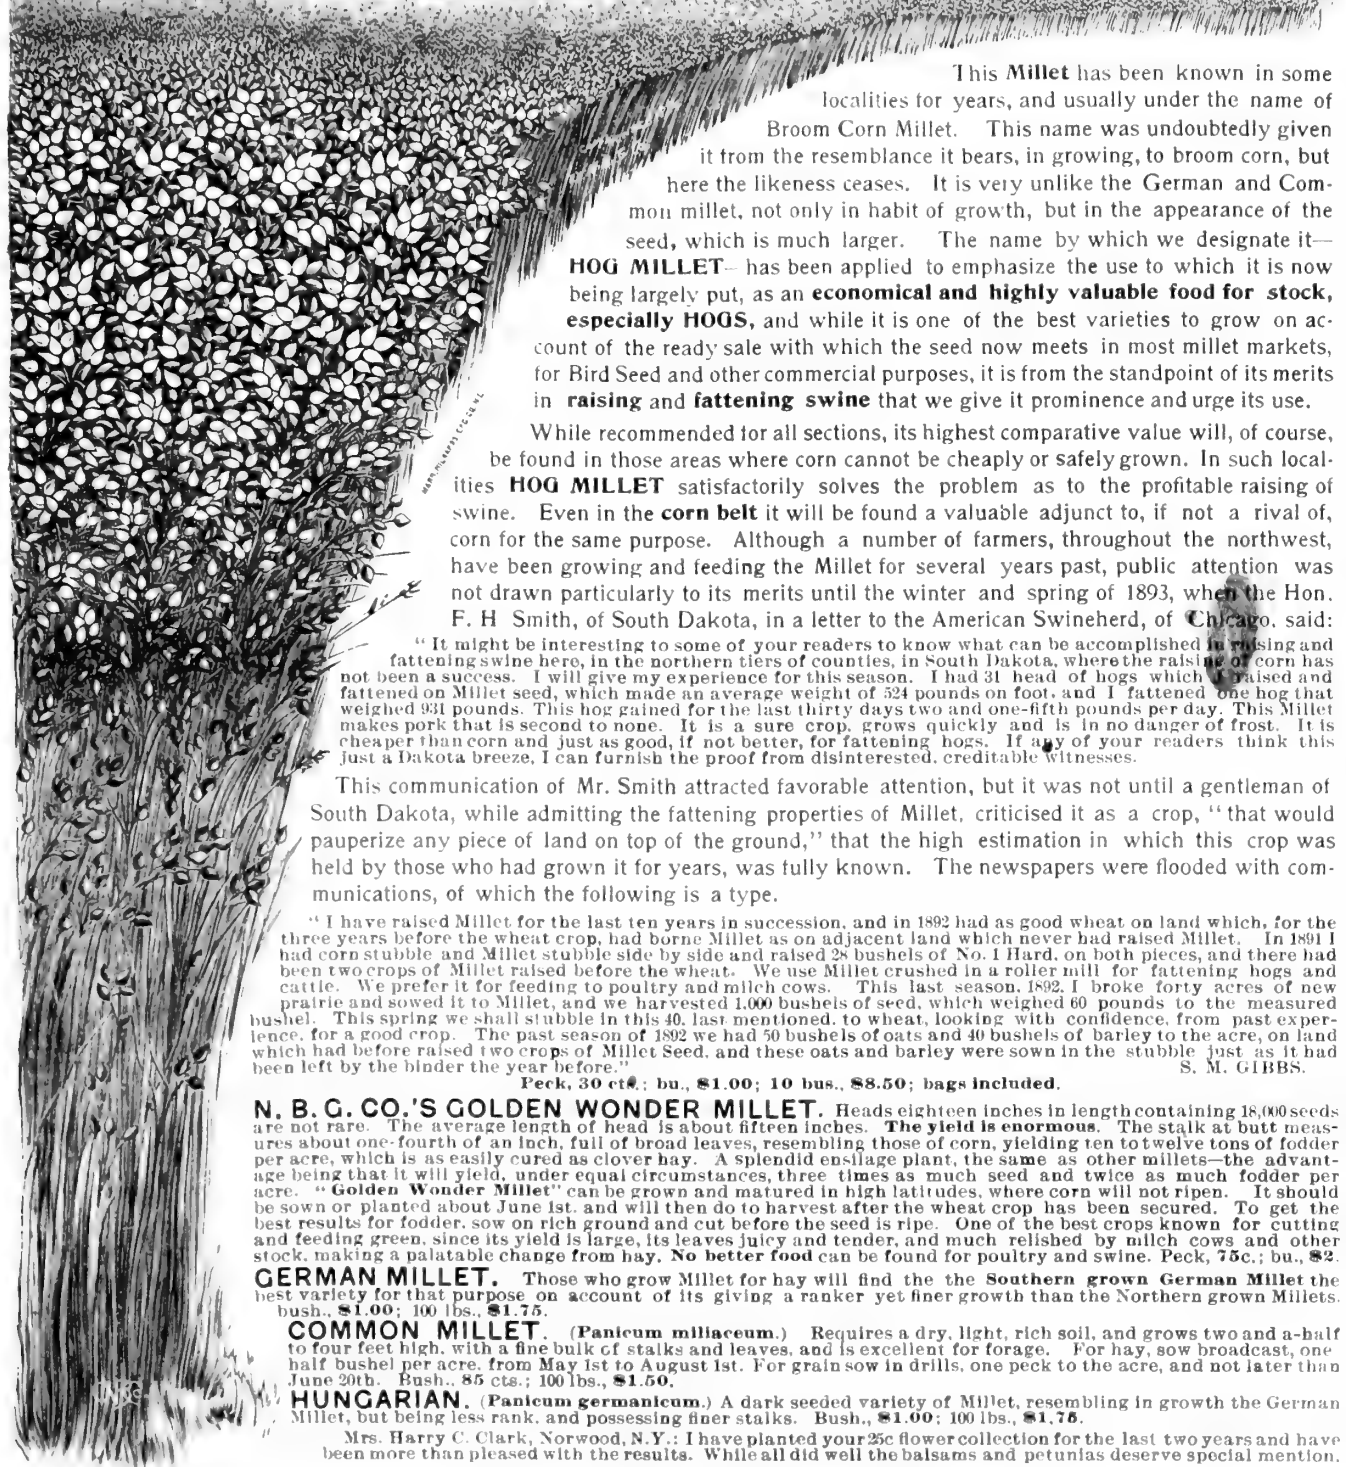 This Millet has been known in some
localities for years, and usually under the name of
Broom Corn Millet. This name was undoubtedly given
it from the resemblance it bears, in growing, to broom corn, but
here the likeness ceases. It is very unlike the German and Com-
mon millet, not only in habit of growth, but in the appearance of the
seed, which is much larger. The name by which we designate it—
HOG MILLET— has been applied to emphasize the use to which it is now
being largely put, as an economical and highly valuable food for stock,
especially HOGS, and while it is one of the best varieties to grow on ac-
count of the ready sale with which the seed now meets in most millet markets,
for Bird Seed and other commercial purposes, it is from the standpoint of its merits
in raising and fattening swine that we give it prominence and urge its use.
While recommended for all sections, its highest comparative value will, of course,
be found in those areas where corn cannot be cheaply or safely grown. In such local-
ities HOG MILLET satisfactorily solves the problem as to the profitable raising of
swine. Even in the corn belt it will be found a valuable adjunct to, if not a rival of,
corn for the same purpose. Although a number of farmers, throughout the northwest,
have been growing and feeding the Millet for several years past, public attention was
not drawn particularly to its merits until the winter and spring of 1893, when the Hon.
F. H Smith, of South Dakota, in a letter to the American Swineherd, of Chicago, said:
"It might be interesting to some of your readers to know what can be accomplished in raising and
fattening swine here, in the northern tiers of counties, in South Dakota, where the raising of corn has
not been a success. I will give my experience for this season. I had 31 head of hogs which I raised and
fattened on Millet seed, which made an average weight of 524 pounds on foot, and I fattened one hog that
weighed 931 pounds. This hog gained for the last thirty days two and one-fifth pounds per day. This Millet
makes pork that is second to none. It is a sure crop, grows quickly and is in no danger of frost. It is
cheaper than corn and just as good, if not better, for fattening hogs. If any of your readers think this
just a Dakota breeze, I can furnish the proof from disinterested, creditable witnesses.
This communication of Mr. Smith attracted favorable attention, but it was not until a gentleman of
South Dakota, while admitting the fattening properties of Millet, criticised it as a crop, "that would
pauperize any piece of land on top of the ground," that the high estimation in which this crop was
held by those who had grown it for years, was fully known. The newspapers were flooded with com-
munications, of which the following is a type.
"I have raised Millet for the last ten years in succession, and in 1892 had as good wheat on land which, for the
three years before the wheat crop, had borne Millet as on adjacent land which never had raised Millet. In 1891 I
had corn stubble and Millet stubble side by side and raised 28 bushels of No. 1 Hard, on both pieces, and there had
been two crops of Millet raised before the wheat. We use Millet crushed in a roller mill for fattening hogs and
cattle. We prefer it for feeding to poultry and milch cows. This last season, 1892, I broke forty acres of new
prairie and sowed it to Millet, and we harvested 1,000 bushels of seed, which weighed 60 pounds to the measured
bushel. This spring we shall stubble in this 40, last mentioned, to wheat, looking with confidence, from past exper-
ience, for a good crop. The past season of 1892 we had 50 bushels of oats and 40 bushels of barley to the acre, on land
which had before raised two crops of Millet Seed, and these oats and barley were sown in the stubble just as it had
been left by the binder the year before." S. M. GIBBS.
Peck, 30 cts.; bu., $1.00; 10 bus., $8.50; bags included.
N. B. G. CO.'S GOLDEN WONDER MILLET. Heads eighteen inches in length containing 18,000 seeds
are not rare. The average length of head is about fifteen inches. The yield is enormous. The stalk at butt meas-
ures about one-fourth of an inch, full of broad leaves, resembling those of corn, yielding ten to twelve tons of fodder
per acre, which is as easily cured as clover hay. A splendid ensilage plant, the same as other millets—the advant-
age being that it will yield, under equal circumstances, three times as much seed and twice as much fodder per
acre. "Golden Wonder Millet" can be grown and matured in high latitudes, where corn will not ripen. It should
be sown or planted about June 1st, and will then do to harvest after the wheat crop has been secured. To get the
best results for fodder, sow on rich ground and cut before the seed is ripe. One of the best crops known for cutting
and feeding green, since its yield is large, its leaves juicy and tender, and much relished by milch cows and other
stock, making a palatable change from hay. No better food can be found for poultry and swine. Peck, 75c.; bu., $2.
GERMAN MILLET. Those who grow Millet for hay will find the the Southern grown German Millet the
best variety for that purpose on account of its giving a ranker yet finer growth than the Northern grown Millets.
bush., $1.00; 100 lbs., $1.75.
COMMON MILLET. (Panicum miliaceum.) Requires a dry, light, rich soil, and grows two and a-half
to four feet high, with a fine bulk of stalks and leaves, and is excellent for forage. For hay, sow broadcast, one
half bushel per acre, from May 1st to August 1st. For grain sow in drills, one peck to the acre, and not later than
June 20th. Bush., 85 cts.; 100 lbs., $1.50.
HUNGARIAN. (Panicum germanicum.) A dark seeded variety of Millet, resembling in growth the German
Millet, but being less rank, and possessing finer stalks. Bush., $1.00; 100 lbs., $1.75.
Mrs. Harry C. Clark, Norwood, N.Y.: I have planted your 25c flower collection for the last two years and have
been more than pleased with the results. While all did well the balsams and petunias deserve special mention.